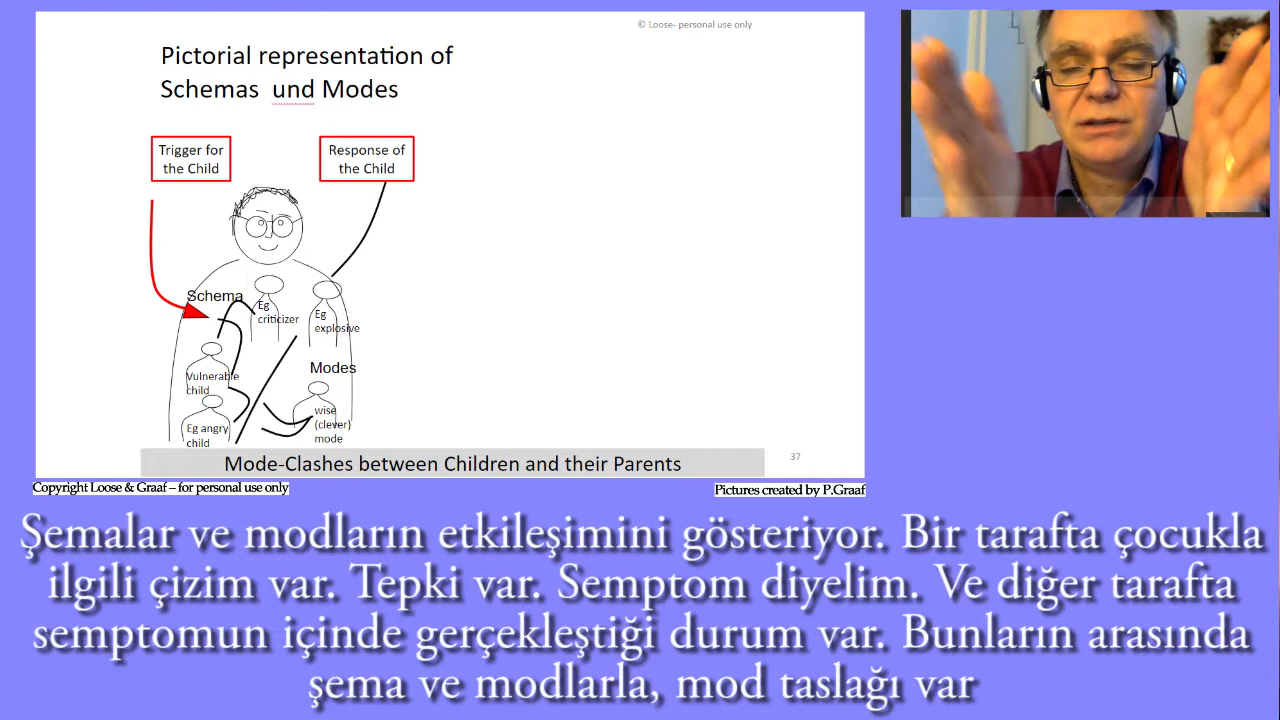 © Loose- personal use only
Pictorial representation of
Schemas und Modes
Trigger for
the Child
Response of
the Child
Schema
Eg
criticizer
Eg
explosive
Vulnerable
child
Modes
Eg angry
child
wise
(clever)
mode
Mode-Clashes between Children and their Parents
37
Copyright Loose & Graaf – for personal use only
Pictures created by P.Graaf
Şemalar ve modların etkileşimini gösteriyor. Bir tarafta çocukla
ilgili çizim var. Tepki var. Semptom diyelim. Ve diğer tarafta
semptomun içinde gerçekleştiği durum var. Bunların arasında
şema ve modlarla, mod taslağı var